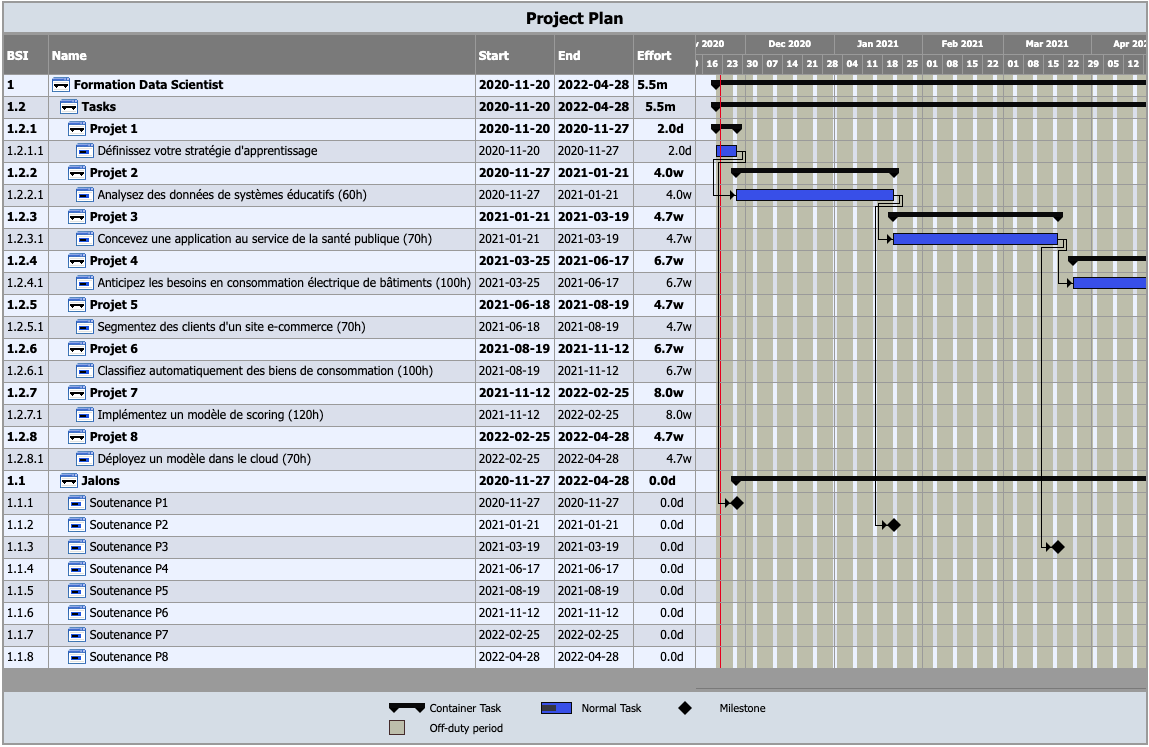 Project Plan
BSI Name Start End Effort
v 2020 Dec 2020 Jan 2021 Feb 2021 Mar 2021 Apr 202
16 23 30 07 14 21 28 04 11 18 25 01 08 15 22 01 08 15 22 29 05 12
1 Formation Data Scientist 2020-11-20 2022-04-28 5.5m
1.2 Tasks 2020-11-20 2022-04-28 5.5m
1.2.1 Projet 1 2020-11-20 2020-11-27 2.0d
1.2.1.1 Définissez votre stratégie d'apprentissage 2020-11-20 2020-11-27 2.0d
1.2.2 Projet 2 2020-11-27 2021-01-21 4.0w
1.2.2.1 Analysez des données de systèmes éducatifs (60h) 2020-11-27 2021-01-21 4.0w
1.2.3 Projet 3 2021-01-21 2021-03-19 4.7w
1.2.3.1 Concevez une application au service de la santé publique (70h) 2021-01-21 2021-03-19 4.7w
1.2.4 Projet 4 2021-03-25 2021-06-17 6.7w
1.2.4.1 Anticipez les besoins en consommation électrique de bâtiments (100h) 2021-03-25 2021-06-17 6.7w
1.2.5 Projet 5 2021-06-18 2021-08-19 4.7w
1.2.5.1 Segmentez des clients d'un site e-commerce (70h) 2021-06-18 2021-08-19 4.7w
1.2.6 Projet 6 2021-08-19 2021-11-12 6.7w
1.2.6.1 Classifiez automatiquement des biens de consommation (100h) 2021-08-19 2021-11-12 6.7w
1.2.7 Projet 7 2021-11-12 2022-02-25 8.0w
1.2.7.1 Implémentez un modèle de scoring (120h) 2021-11-12 2022-02-25 8.0w
1.2.8 Projet 8 2022-02-25 2022-04-28 4.7w
1.2.8.1 Déployez un modèle dans le cloud (70h) 2022-02-25 2022-04-28 4.7w
1.1 Jalons 2020-11-27 2022-04-28 0.0d
1.1.1 Soutenance P1 2020-11-27 2020-11-27 0.0d
1.1.2 Soutenance P2 2021-01-21 2021-01-21 0.0d
1.1.3 Soutenance P3 2021-03-19 2021-03-19 0.0d
1.1.4 Soutenance P4 2021-06-17 2021-06-17 0.0d
1.1.5 Soutenance P5 2021-08-19 2021-08-19 0.0d
1.1.6 Soutenance P6 2021-11-12 2021-11-12 0.0d
1.1.7 Soutenance P7 2022-02-25 2022-02-25 0.0d
1.1.8 Soutenance P8 2022-04-28 2022-04-28 0.0d
Container Task Normal Task Milestone
Off-duty period